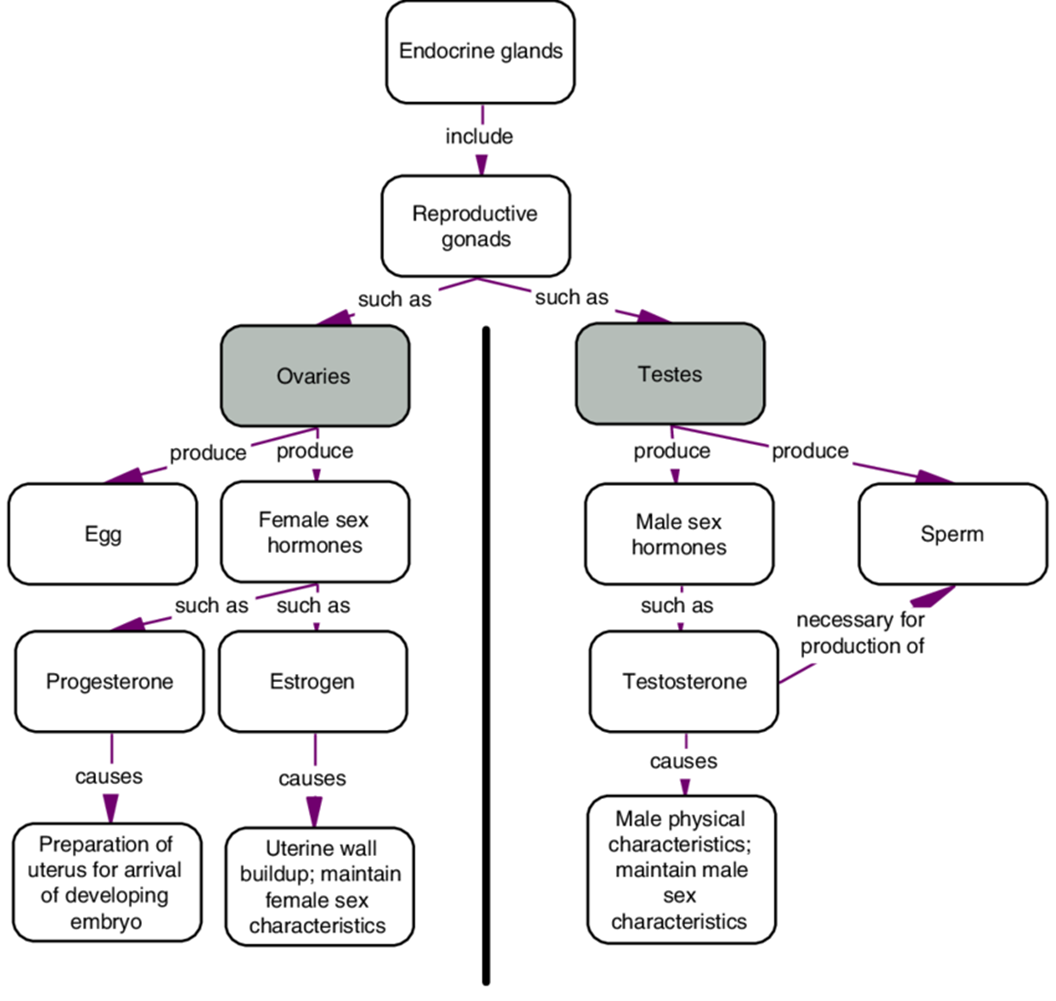 Endocrine glands
include
Reproductive
gonads
such as
such as
Ovaries
Testes
produce
produce
produce
produce
Egg
Female sex
hormones
Male sex
hormones
Sperm
such as
such as
such as
necessary for
production of
Progesterone
Estrogen
Testosterone
causes
causes
causes
Preparation of
uterus for arrival
of developing
embryo
Uterine wall
buildup; maintain
female sex
characteristics
Male physical
characteristics;
maintain male
sex
characteristics